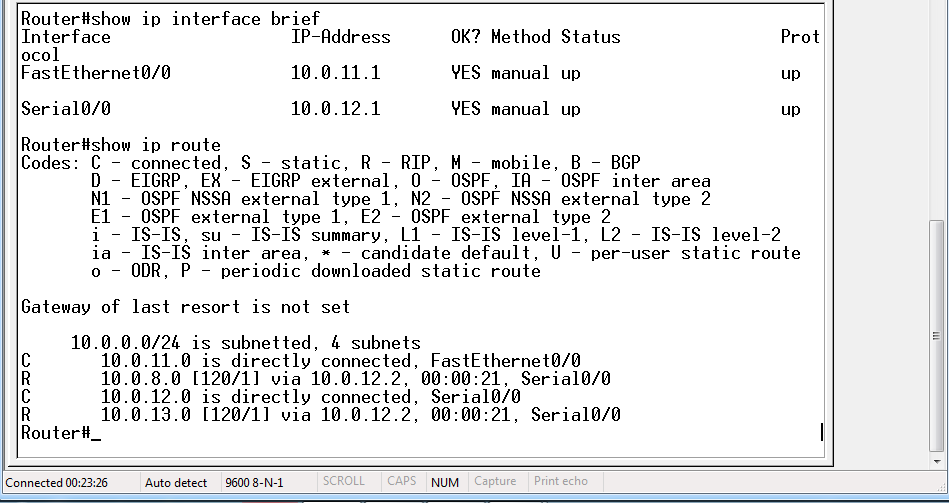 Router#show ip interface brief
Interface                  IP-Address      OK? Method Status                Prot
ocol
FastEthernet0/0            10.0.11.1       YES manual up                    up
Serial0/0                  10.0.12.1       YES manual up                    up
Router#show ip route
Codes: C - connected, S - static, R - RIP, M - mobile, B - BGP
       D - EIGRP, EX - EIGRP external, O - OSPF, IA - OSPF inter area
       N1 - OSPF NSSA external type 1, N2 - OSPF NSSA external type 2
       E1 - OSPF external type 1, E2 - OSPF external type 2
       i - IS-IS, su - IS-IS summary, L1 - IS-IS level-1, L2 - IS-IS level-2
       ia - IS-IS inter area, * - candidate default, U - per-user static route
       o - ODR, P - periodic downloaded static route
Gateway of last resort is not set
     10.0.0.0/24 is subnetted, 4 subnets
C       10.0.11.0 is directly connected, FastEthernet0/0
R       10.0.8.0 [120/1] via 10.0.12.2, 00:00:21, Serial0/0
C       10.0.12.0 is directly connected, Serial0/0
R       10.0.13.0 [120/1] via 10.0.12.2, 00:00:21, Serial0/0
Router#_
Connected 00:23:26 Auto detect 9600 8-N-1 SCROLL CAPS NUM Capture Print echo